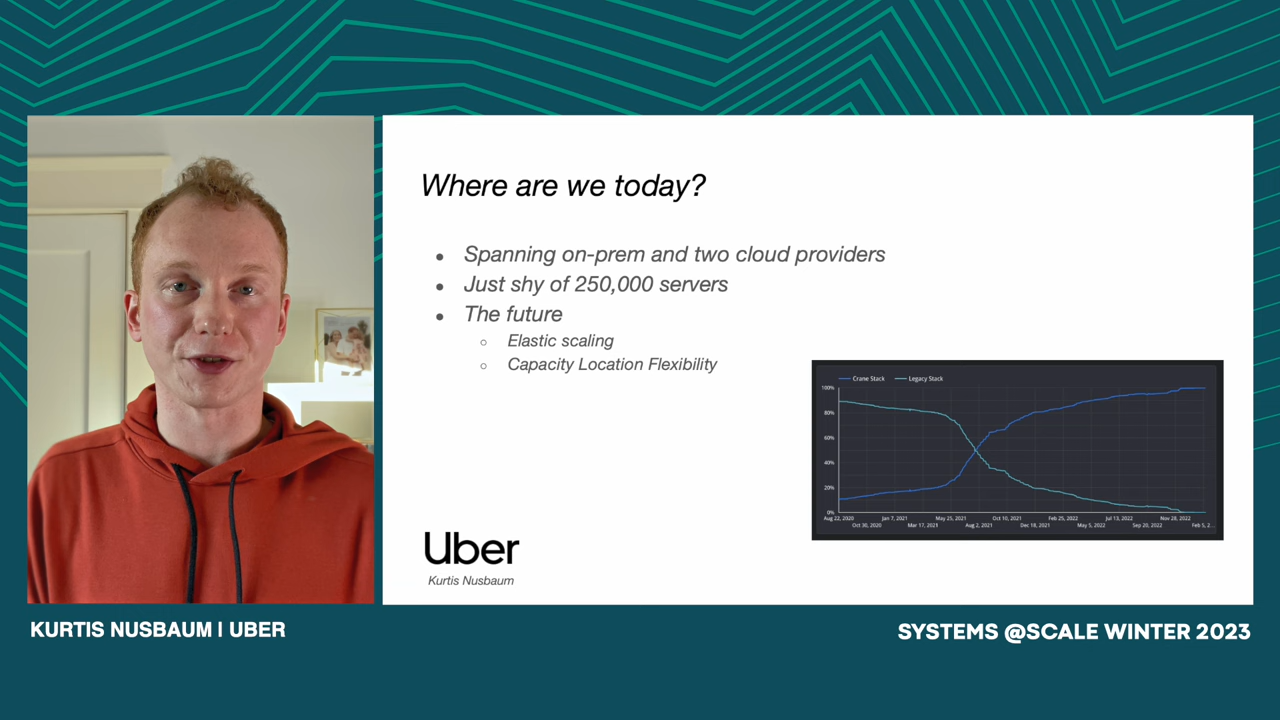 Where are we today?
● Spanning on-prem and two cloud providers
● Just shy of 250,000 servers
● The future
○ Elastic scaling
○ Capacity Location Flexibility
Crane Stack Legacy Stack
100%
80%
60%
40%
20%
0%
Aug 22, 2020 Jan 7, 2021 May 25, 2021 Oct 10, 2021 Feb 25, 2022 Jul 13, 2022 Nov 28, 2022
Oct 30, 2020 Mar 17, 2021 Aug 2, 2021 Dec 18, 2021 May 5, 2022 Sep 20, 2022 Feb 5, 2...
Uber
Kurtis Nusbaum
KURTIS NUSBAUM | UBER
SYSTEMS @SCALE WINTER 2023